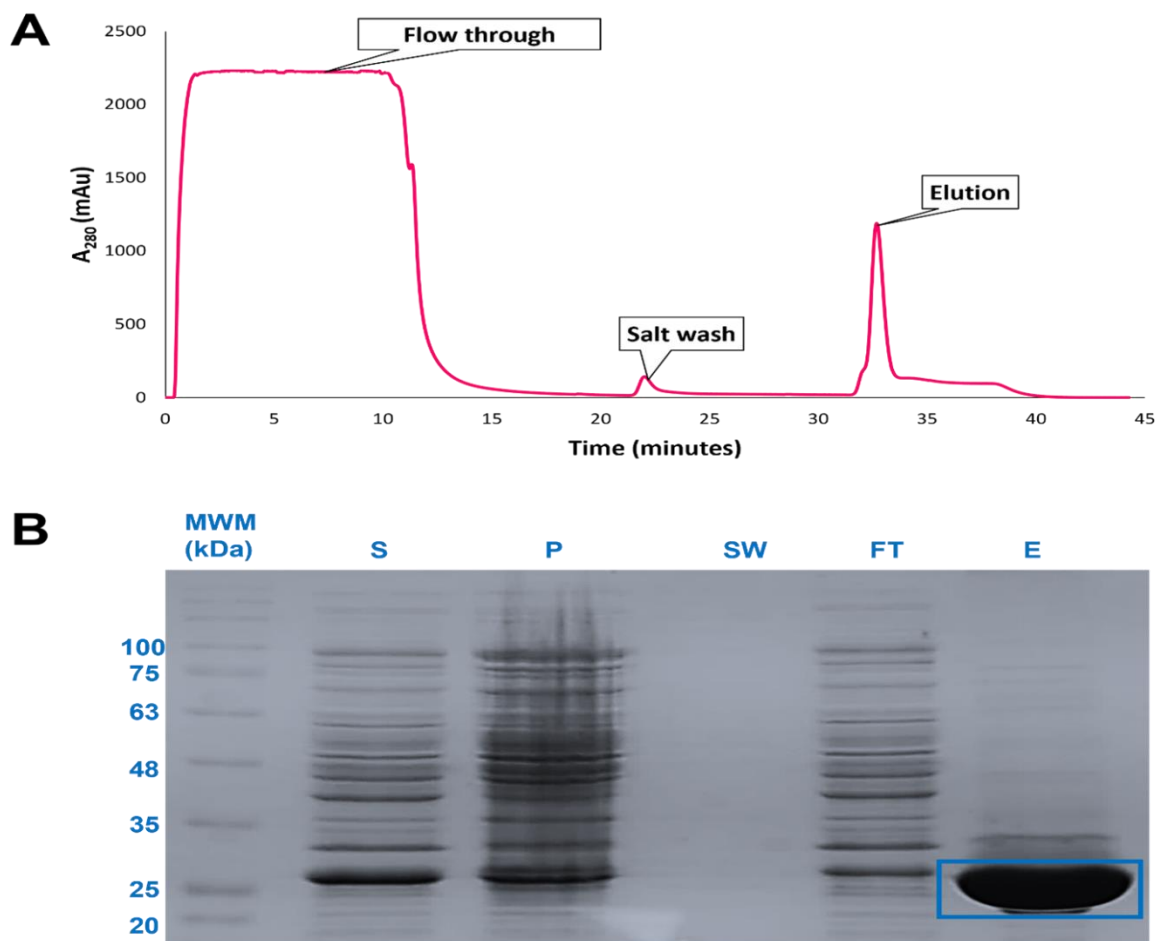 A
2500
2000
1500
1000
500
0
A280 (mAu)
Flow through
Salt wash
Elution
0 5 10 15 20 25 30 35 40 45
Time (minutes)
B
MWM
(kDa)
S P SW FT E
100
75
63
48
35
25
20